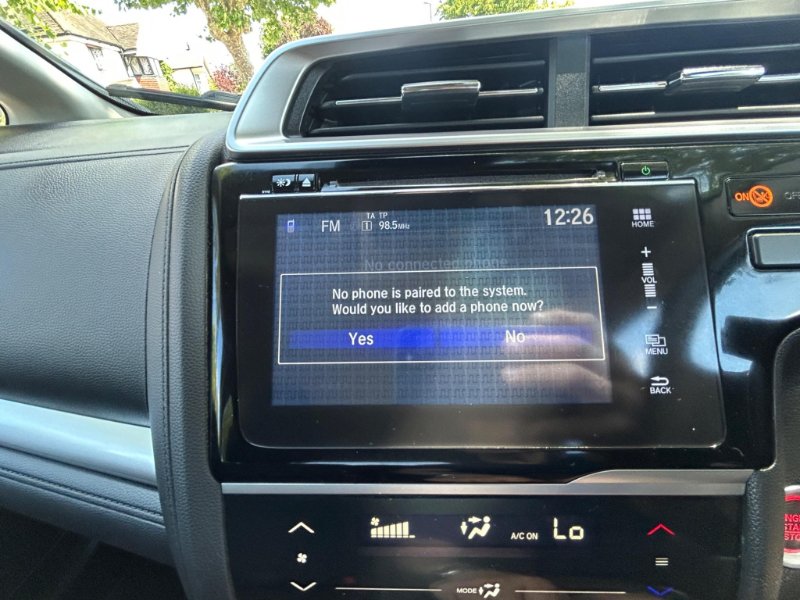 FM
TA TP
1 98.5MHz
12:26
HOME
No connected phone
No phone is paired to the system.
Would you like to add a phone now?
Yes
No
+
VOL
−
MENU
BACK
ON
A/C ON
Lo
MODE